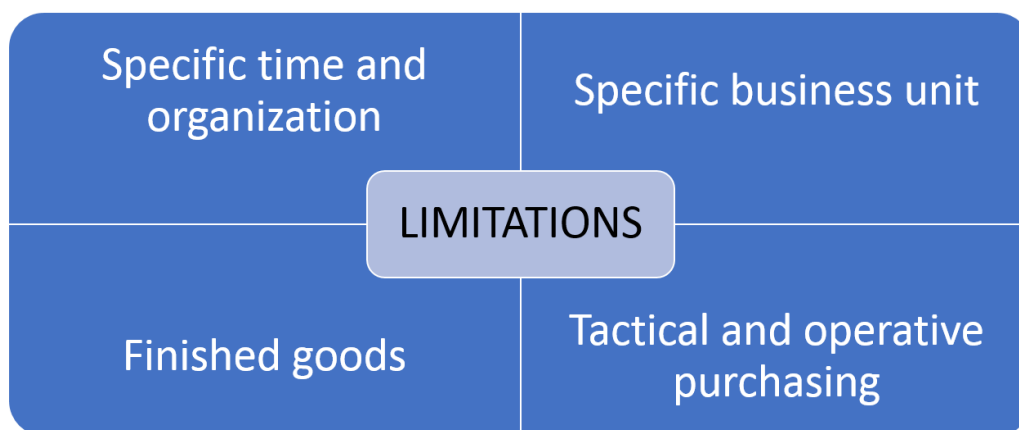 Specific time and
organization
Specific business unit
LIMITATIONS
Finished goods
Tactical and operative
purchasing